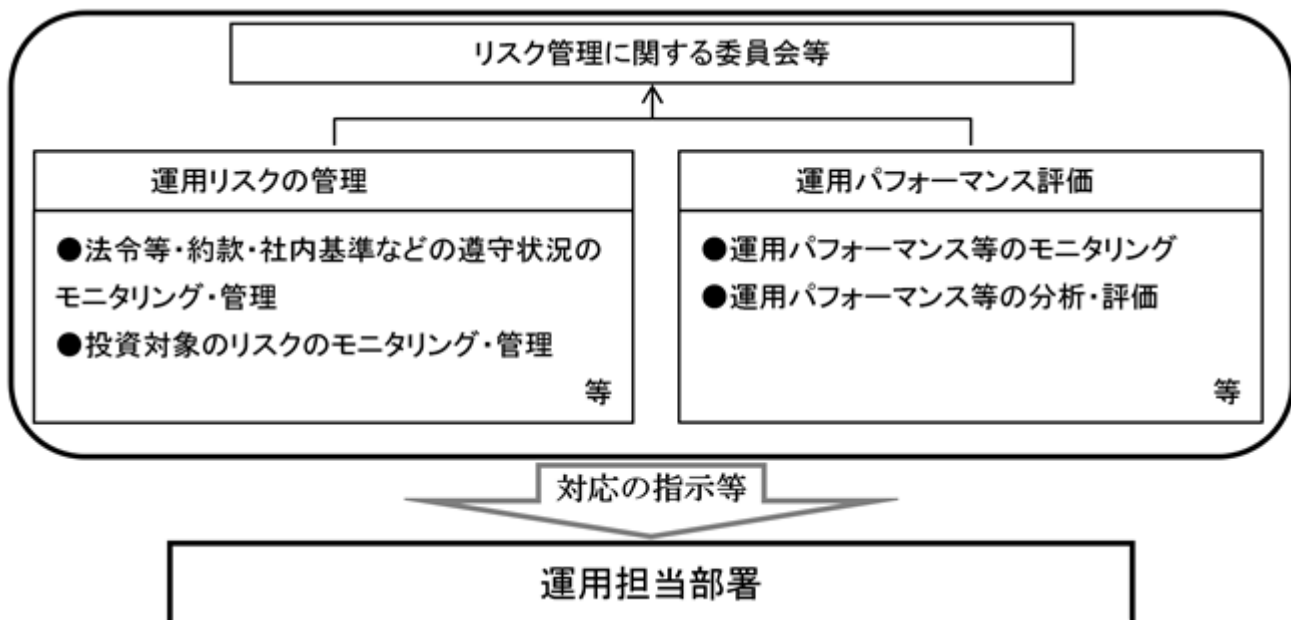 リスク管理に関する委員会等
運用リスクの管理
●法令等・約款・社内基準などの遵守状況の
モニタリング・管理
●投資対象のリスクのモニタリング・管理
等
運用パフォーマンス評価
●運用パフォーマンス等のモニタリング
●運用パフォーマンス等の分析・評価
等
対応の指示等
運用担当部署